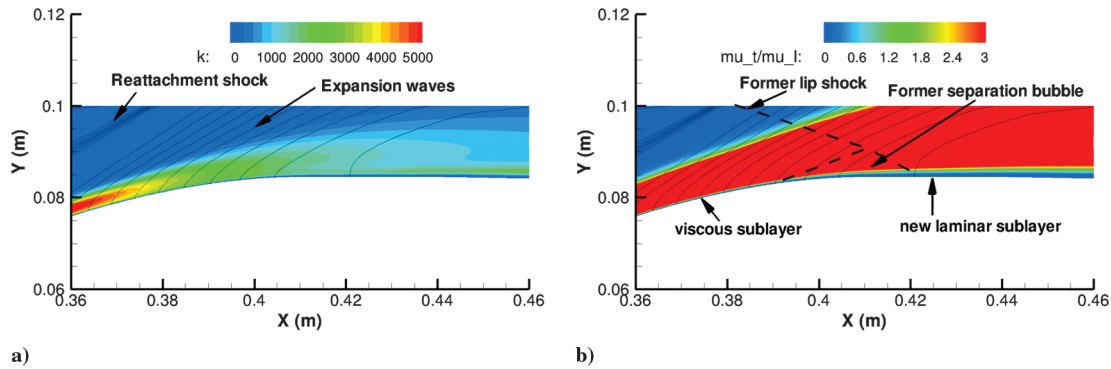 0.12
k: 0 1000 2000 3000 4000 5000
Reattachment shock
Expansion waves
0.1
Y (m)
0.08
0.06
0.36 0.38 0.4 0.42 0.44 0.46
X (m)
a)
0.12
mu_t/mu_l: 0 0.6 1.2 1.8 2.4 3
Former lip shock
Former separation bubble
0.1
Y (m)
0.08
viscous sublayer
new laminar sublayer
0.06
0.36 0.38 0.4 0.42 0.44 0.46
X (m)
b)